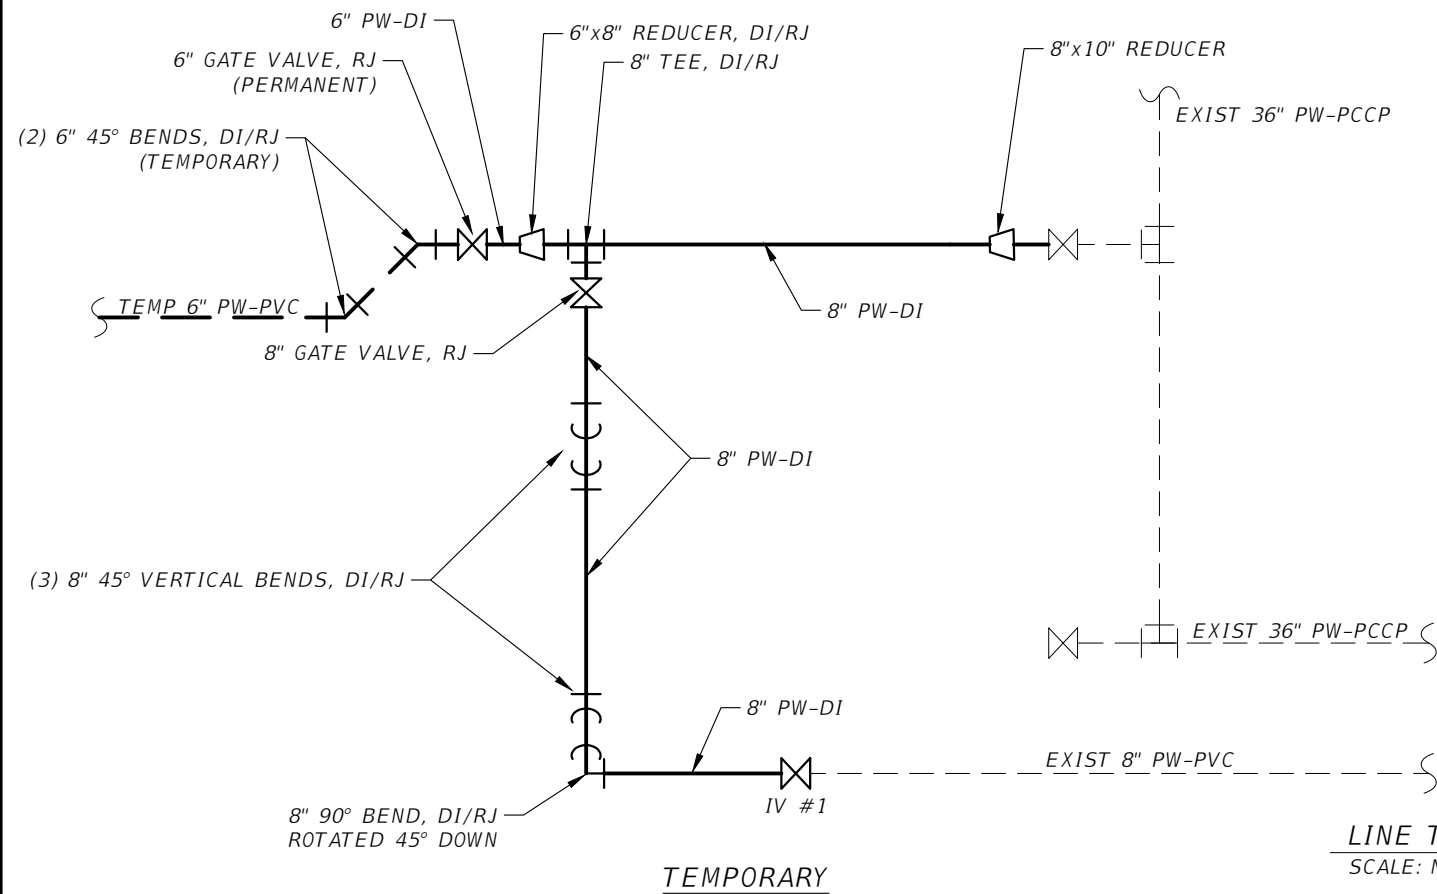 6" PW-DI
6"x8" REDUCER, DI/RJ
8" TEE, DI/RJ
8"x10" REDUCER
6" GATE VALVE, RJ
(PERMANENT)
EXIST 36" PW-PCCP
(2) 6" 45° BENDS, DI/RJ
(TEMPORARY)
TEMP 6" PW-PVC
8" PW-DI
8" GATE VALVE, RJ
8" PW-DI
(3) 8" 45° VERTICAL BENDS, DI/RJ
EXIST 36" PW-PCCP
8" PW-DI
EXIST 8" PW-PVC
IV #1
8" 90° BEND, DI/RJ
ROTATED 45° DOWN
LINE
SCALE:
TEMPORARY